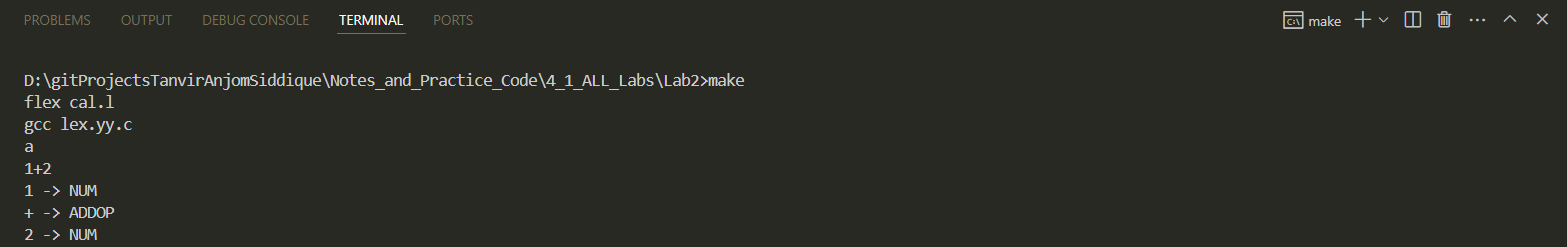 PROBLEMS OUTPUT DEBUG CONSOLE TERMINAL PORTS make
D:\gitProjectsTanvirAnjomSiddique\Notes_and_Practice_Code\4_1_ALL_Labs\Lab2>make
flex cal.l
gcc lex.yy.c
a
1+2
1 -> NUM
+ -> ADDOP
2 -> NUM